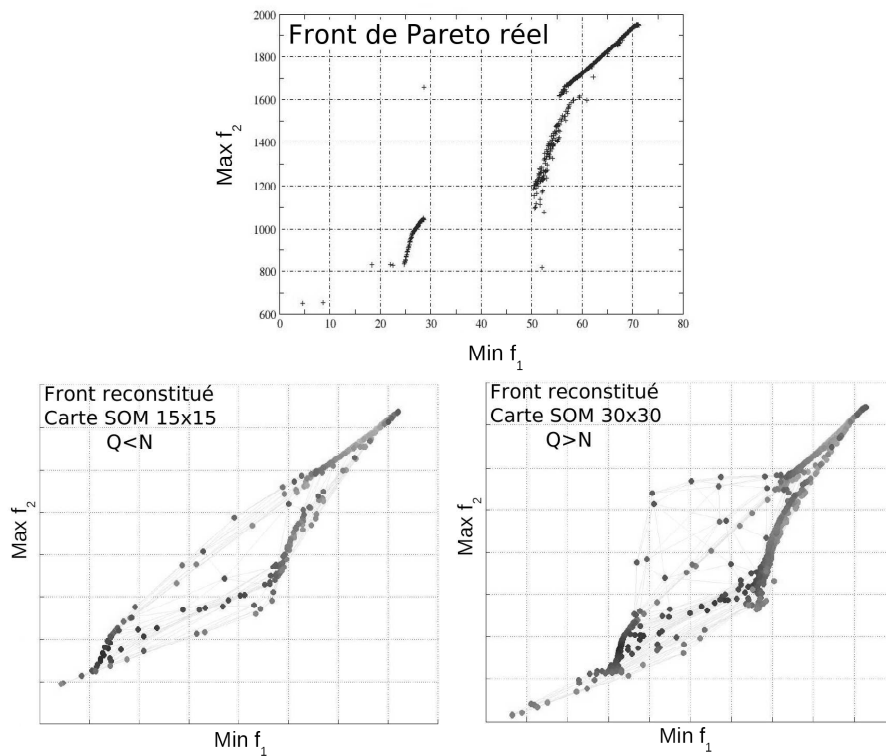 Front de Pareto réel
2000
1800
1600
1400
1200
1000
800
600
0 10 20 30 40 50 60 70 80
Max f2
Min f1
Front reconstitué
Carte SOM 15x15
Q<N
Max f2
Min f1
Front reconstitué
Carte SOM 30x30
Q>N
Max f2
Min f1